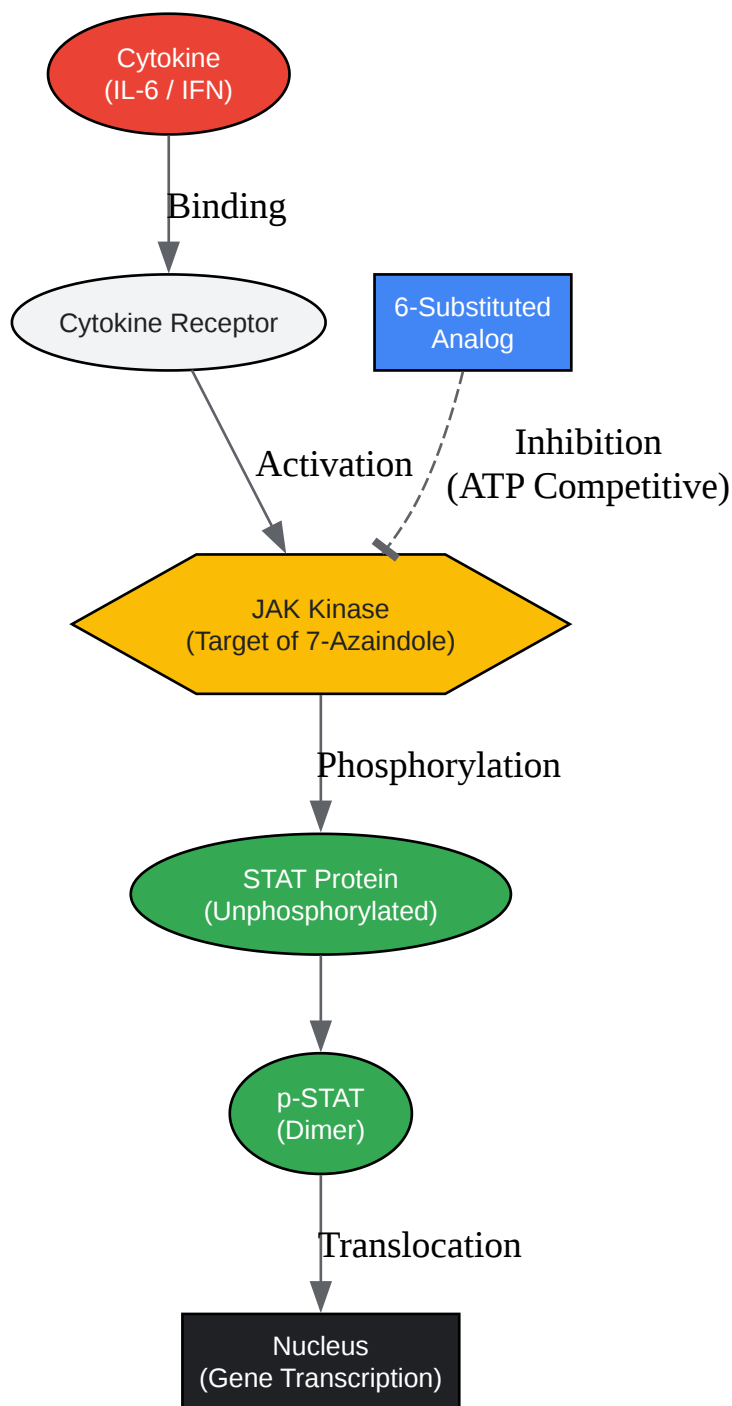 Cytokine
(IL-6 / IFN)
Binding
Cytokine Receptor
6-Substituted
Analog
Activation
Inhibition
(ATP Competitive)
JAK Kinase
(Target of 7-Azaindole)
Phosphorylation
STAT Protein
(Unphosphorylated)
p-STAT
(Dimer)
Translocation
Nucleus
(Gene Transcription)